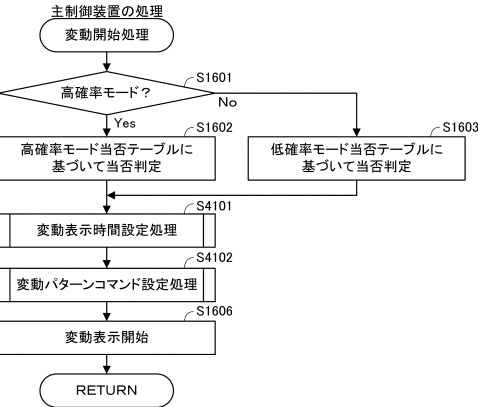 主制御装置の処理
変動開始処理
S1601
高確率モード？
No
Yes
S1602
高確率モード当否テーブルに
基づいて当否判定
S1603
低確率モード当否テーブルに
基づいて当否判定
S4101
変動表示時間設定処理
S4102
変動パターンコマンド設定処理
S1606
変動表示開始
RETURN